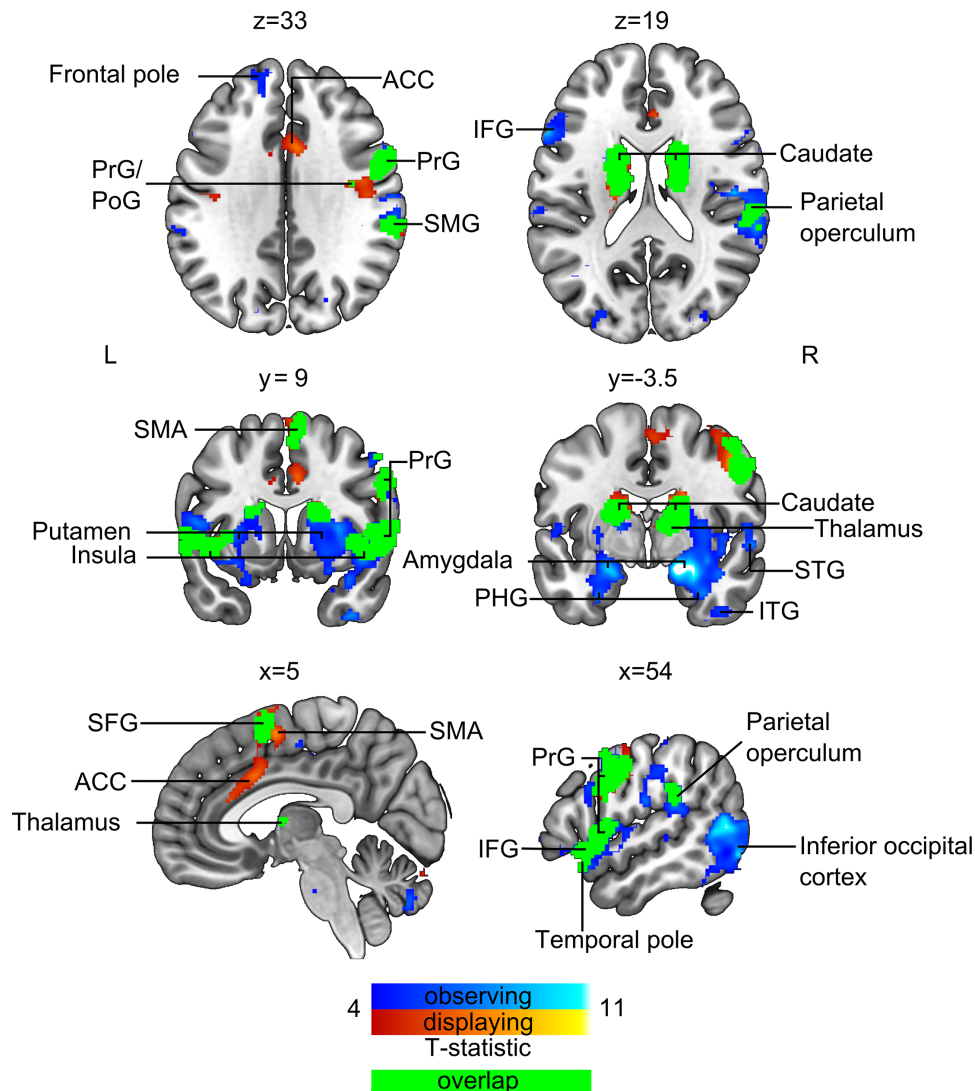 z=33
z=19
Frontal pole
ACC
IFG
Caudate
PrG/
PoG
PrG
SMG
Parietal
operculum
L
R
y = 9
y=-3.5
SMA
PrG
Putamen
Insula
Caudate
Thalamus
Amygdala
PHG
STG
ITG
x=5
x=54
SFG
SMA
ACC
Thalamus
PrG
Parietal
operculum
IFG
Inferior occipital
cortex
Temporal pole
4
observing
11
displaying
T-statistic
overlap